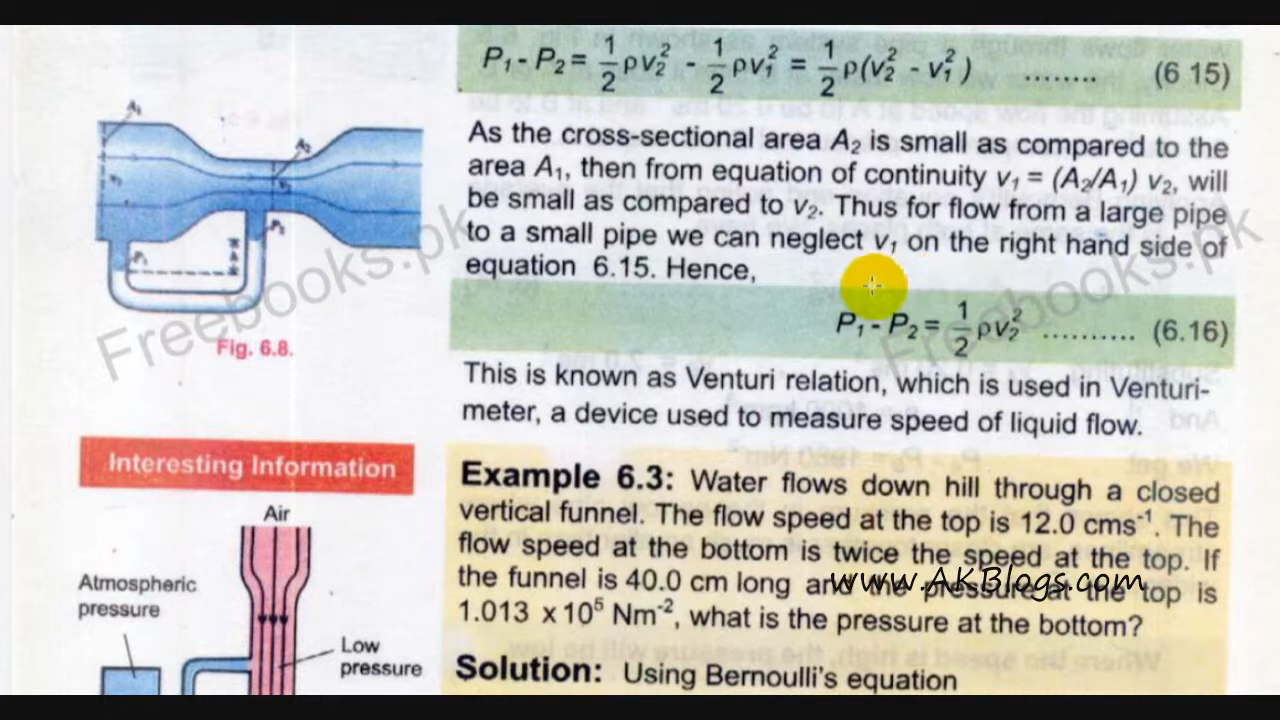 P₁ - P₂ = 1/2 ρv₂² - 1/2 ρv₁² = 1/2 ρ(v₂² - v₁²) ......... (6 15)
As the cross-sectional area A₂ is small as compared to the
area A₁, then from equation of continuity v₁ = (A₂/A₁) v₂, will
be small as compared to v₂. Thus for flow from a large pipe
to a small pipe we can neglect v₁ on the right hand side of
equation 6.15. Hence,
P₁ - P₂ = 1/2 ρv₂² .......... (6.16)
This is known as Venturi relation, which is used in Venturi-
meter, a device used to measure speed of liquid flow.
A₁
A₂
P₂
P₁
Fig. 6.8.
Freebooks.pk
Freebooks.pk
Interesting Information
Air
Atmospheric
pressure
Low
pressure
Example 6.3: Water flows down hill through a closed
vertical funnel. The flow speed at the top is 12.0 cms⁻¹. The
flow speed at the bottom is twice the speed at the top. If
the funnel is 40.0 cm long and the pressure at the top is
1.013 x 10⁵ Nm⁻², what is the pressure at the bottom?
www.AKBlogs.com
Solution: Using Bernoulli's equation